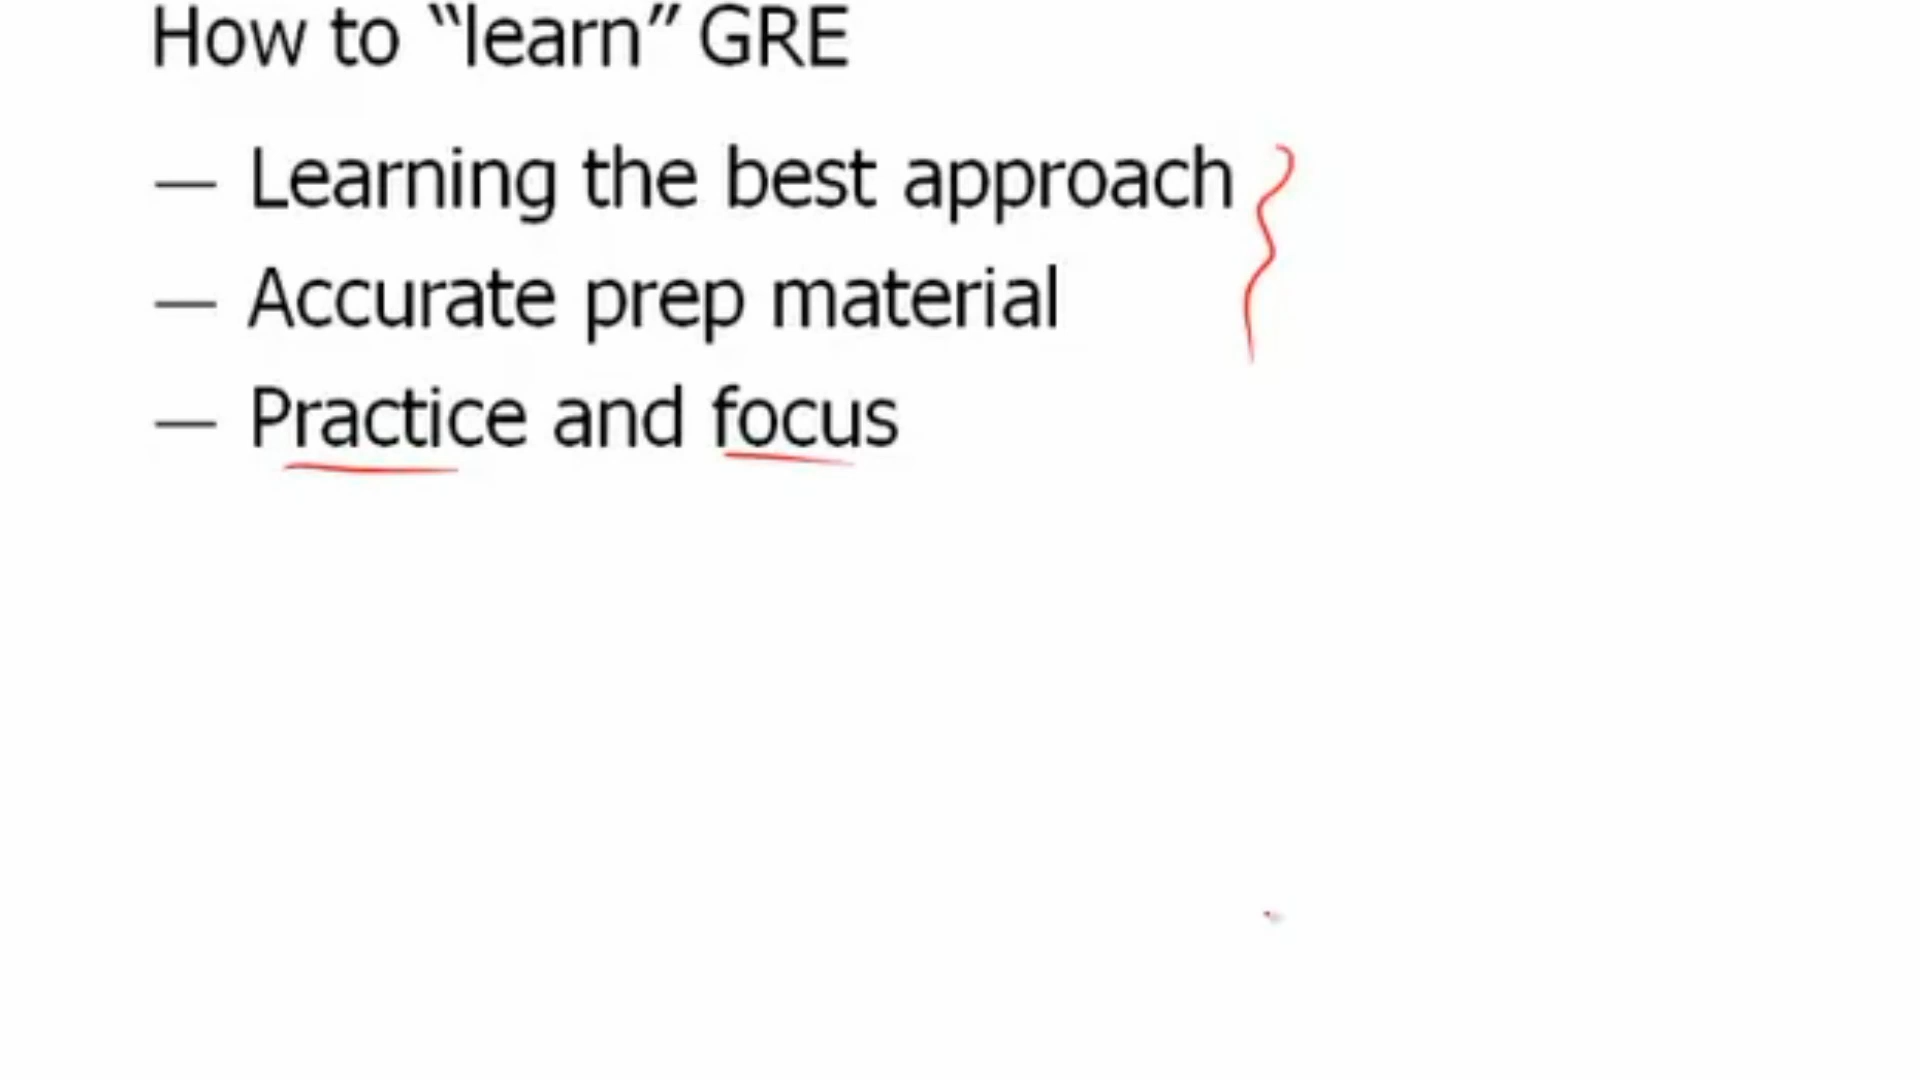 How to “learn” GRE
— Learning the best approach
— Accurate prep material
— Practice and focus